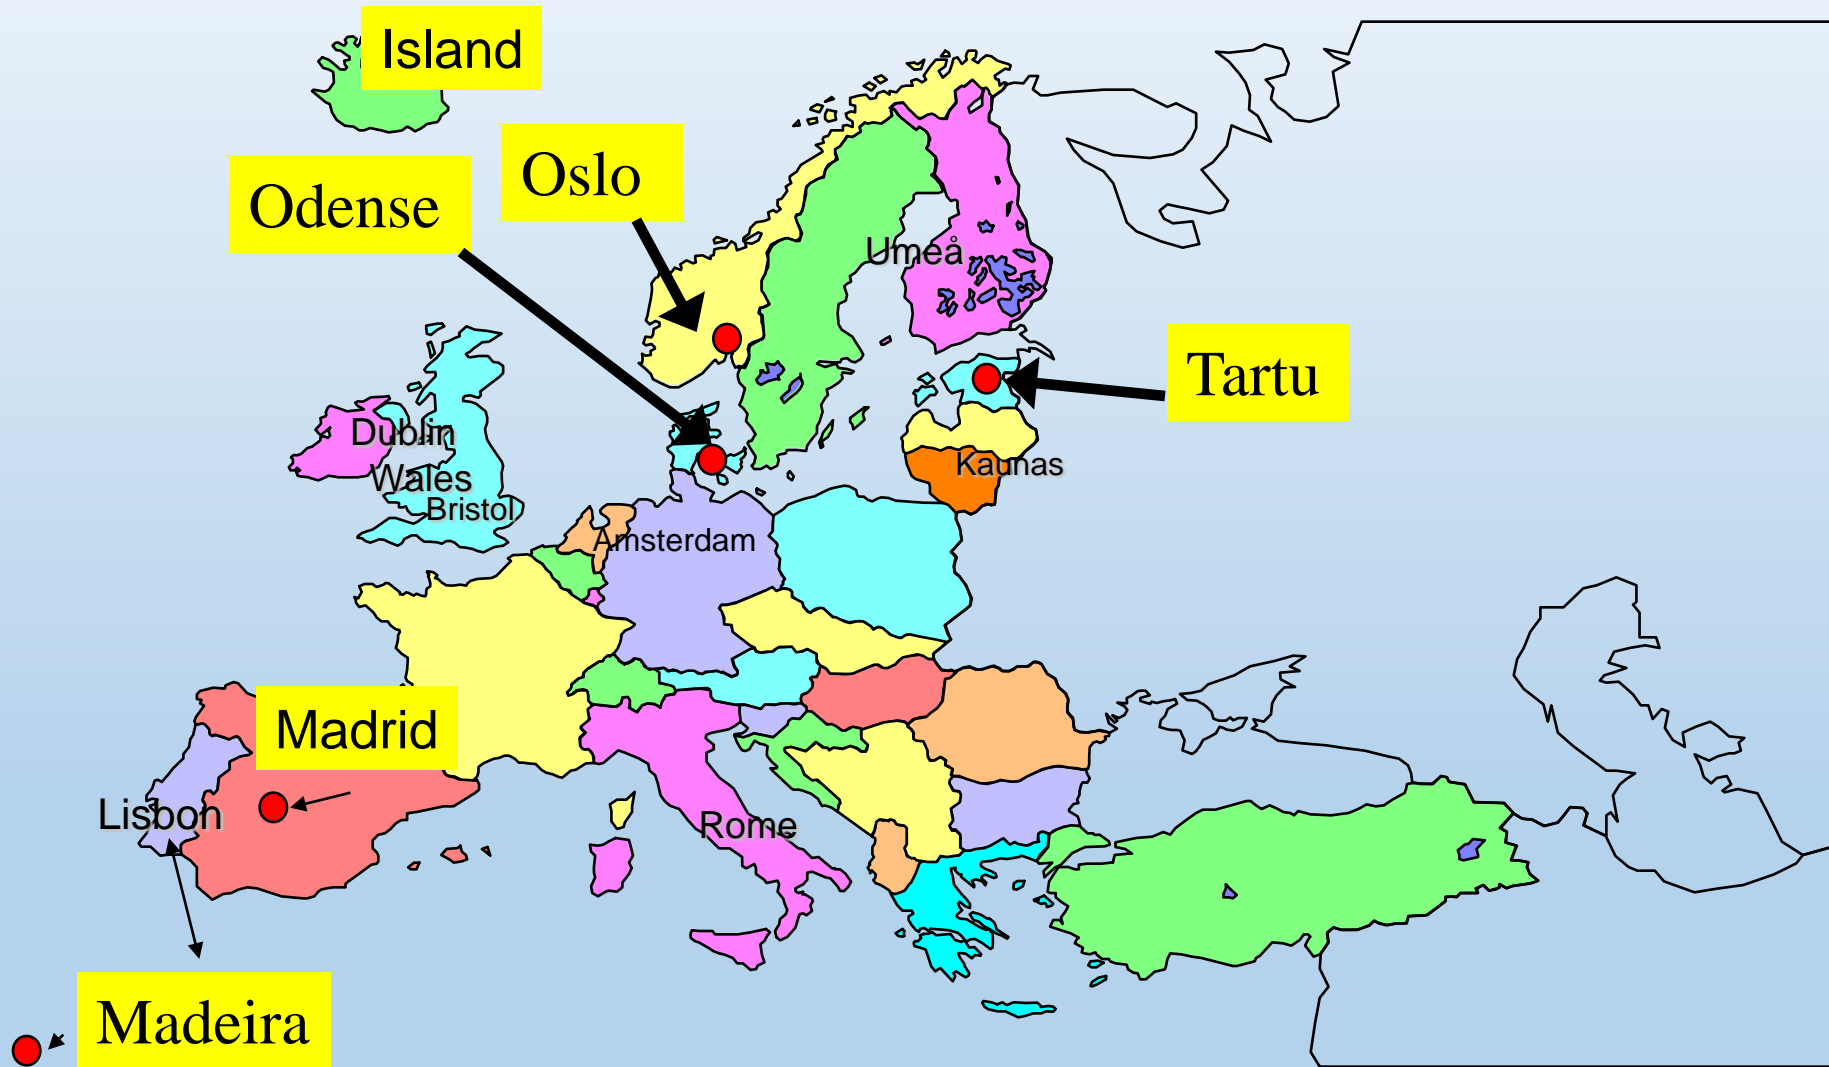 Island
Oslo
Odense
Umeå
Tartu
Dublin
Kaunas
Wales
Bristol
Amsterdam
Madrid
Lisbon
Rome
Madeira